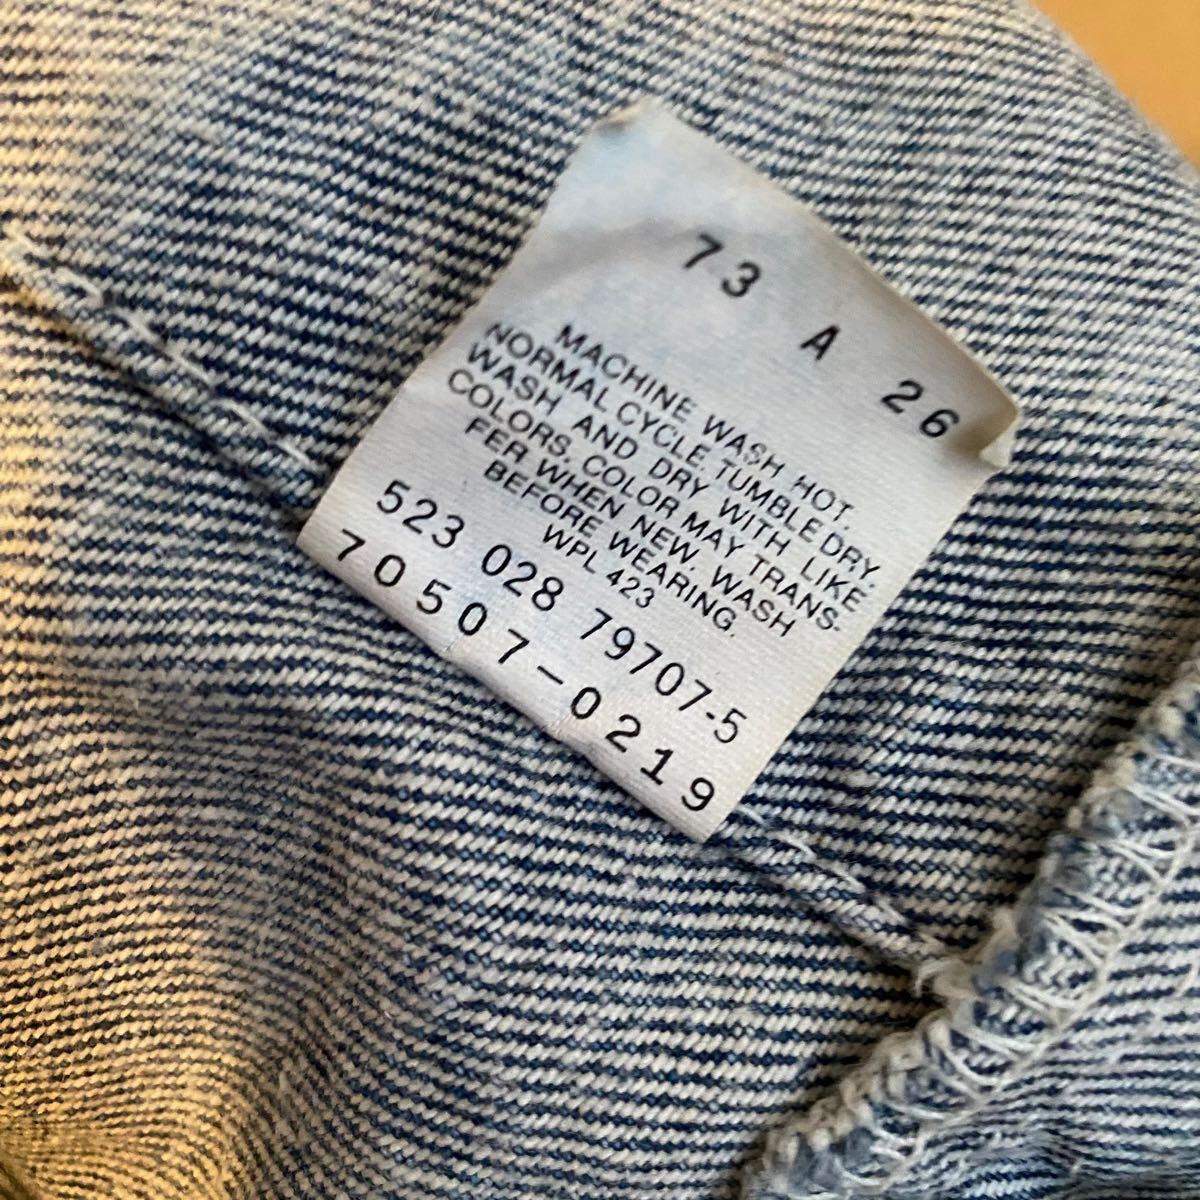 73 A 26
MACHINE WASH HOT.
NORMAL CYCLE. TUMBLE DRY.
WASH AND DRY WITH LIKE
COLORS. COLOR MAY TRANS-
FER WHEN NEW. WASH
BEFORE WEARING.
WPL 423
523 028 79707-5
70507-0219